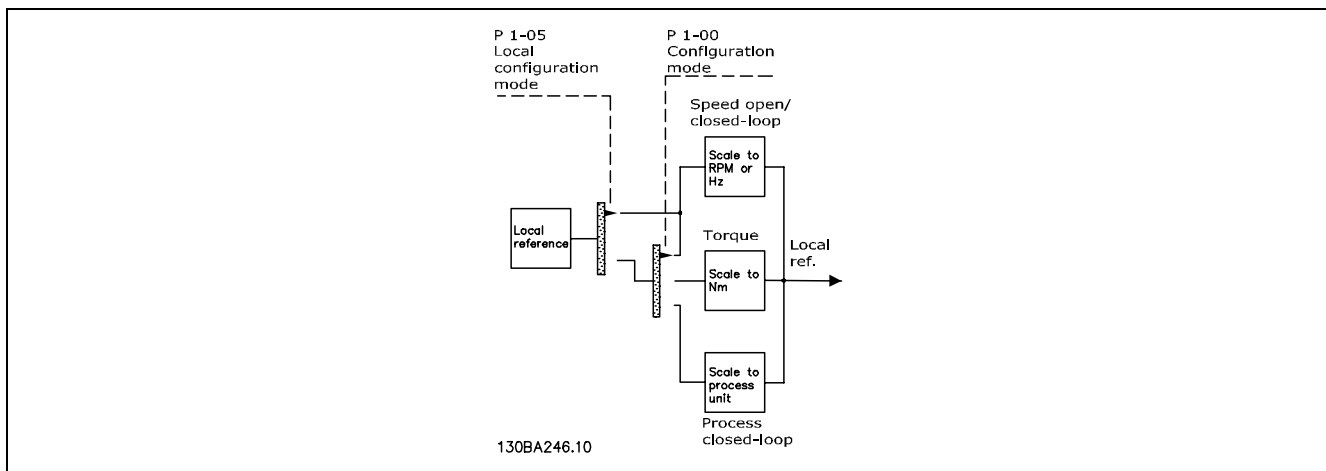 P 1-05
Local
configuration
mode
P 1-00
Configuration
mode
Speed open/
closed-loop
Scale to
RPM or
Hz
Local
reference
Torque
Scale to
Nm
Local
ref.
Scale to
process
unit
Process
closed-loop
130BA246.10